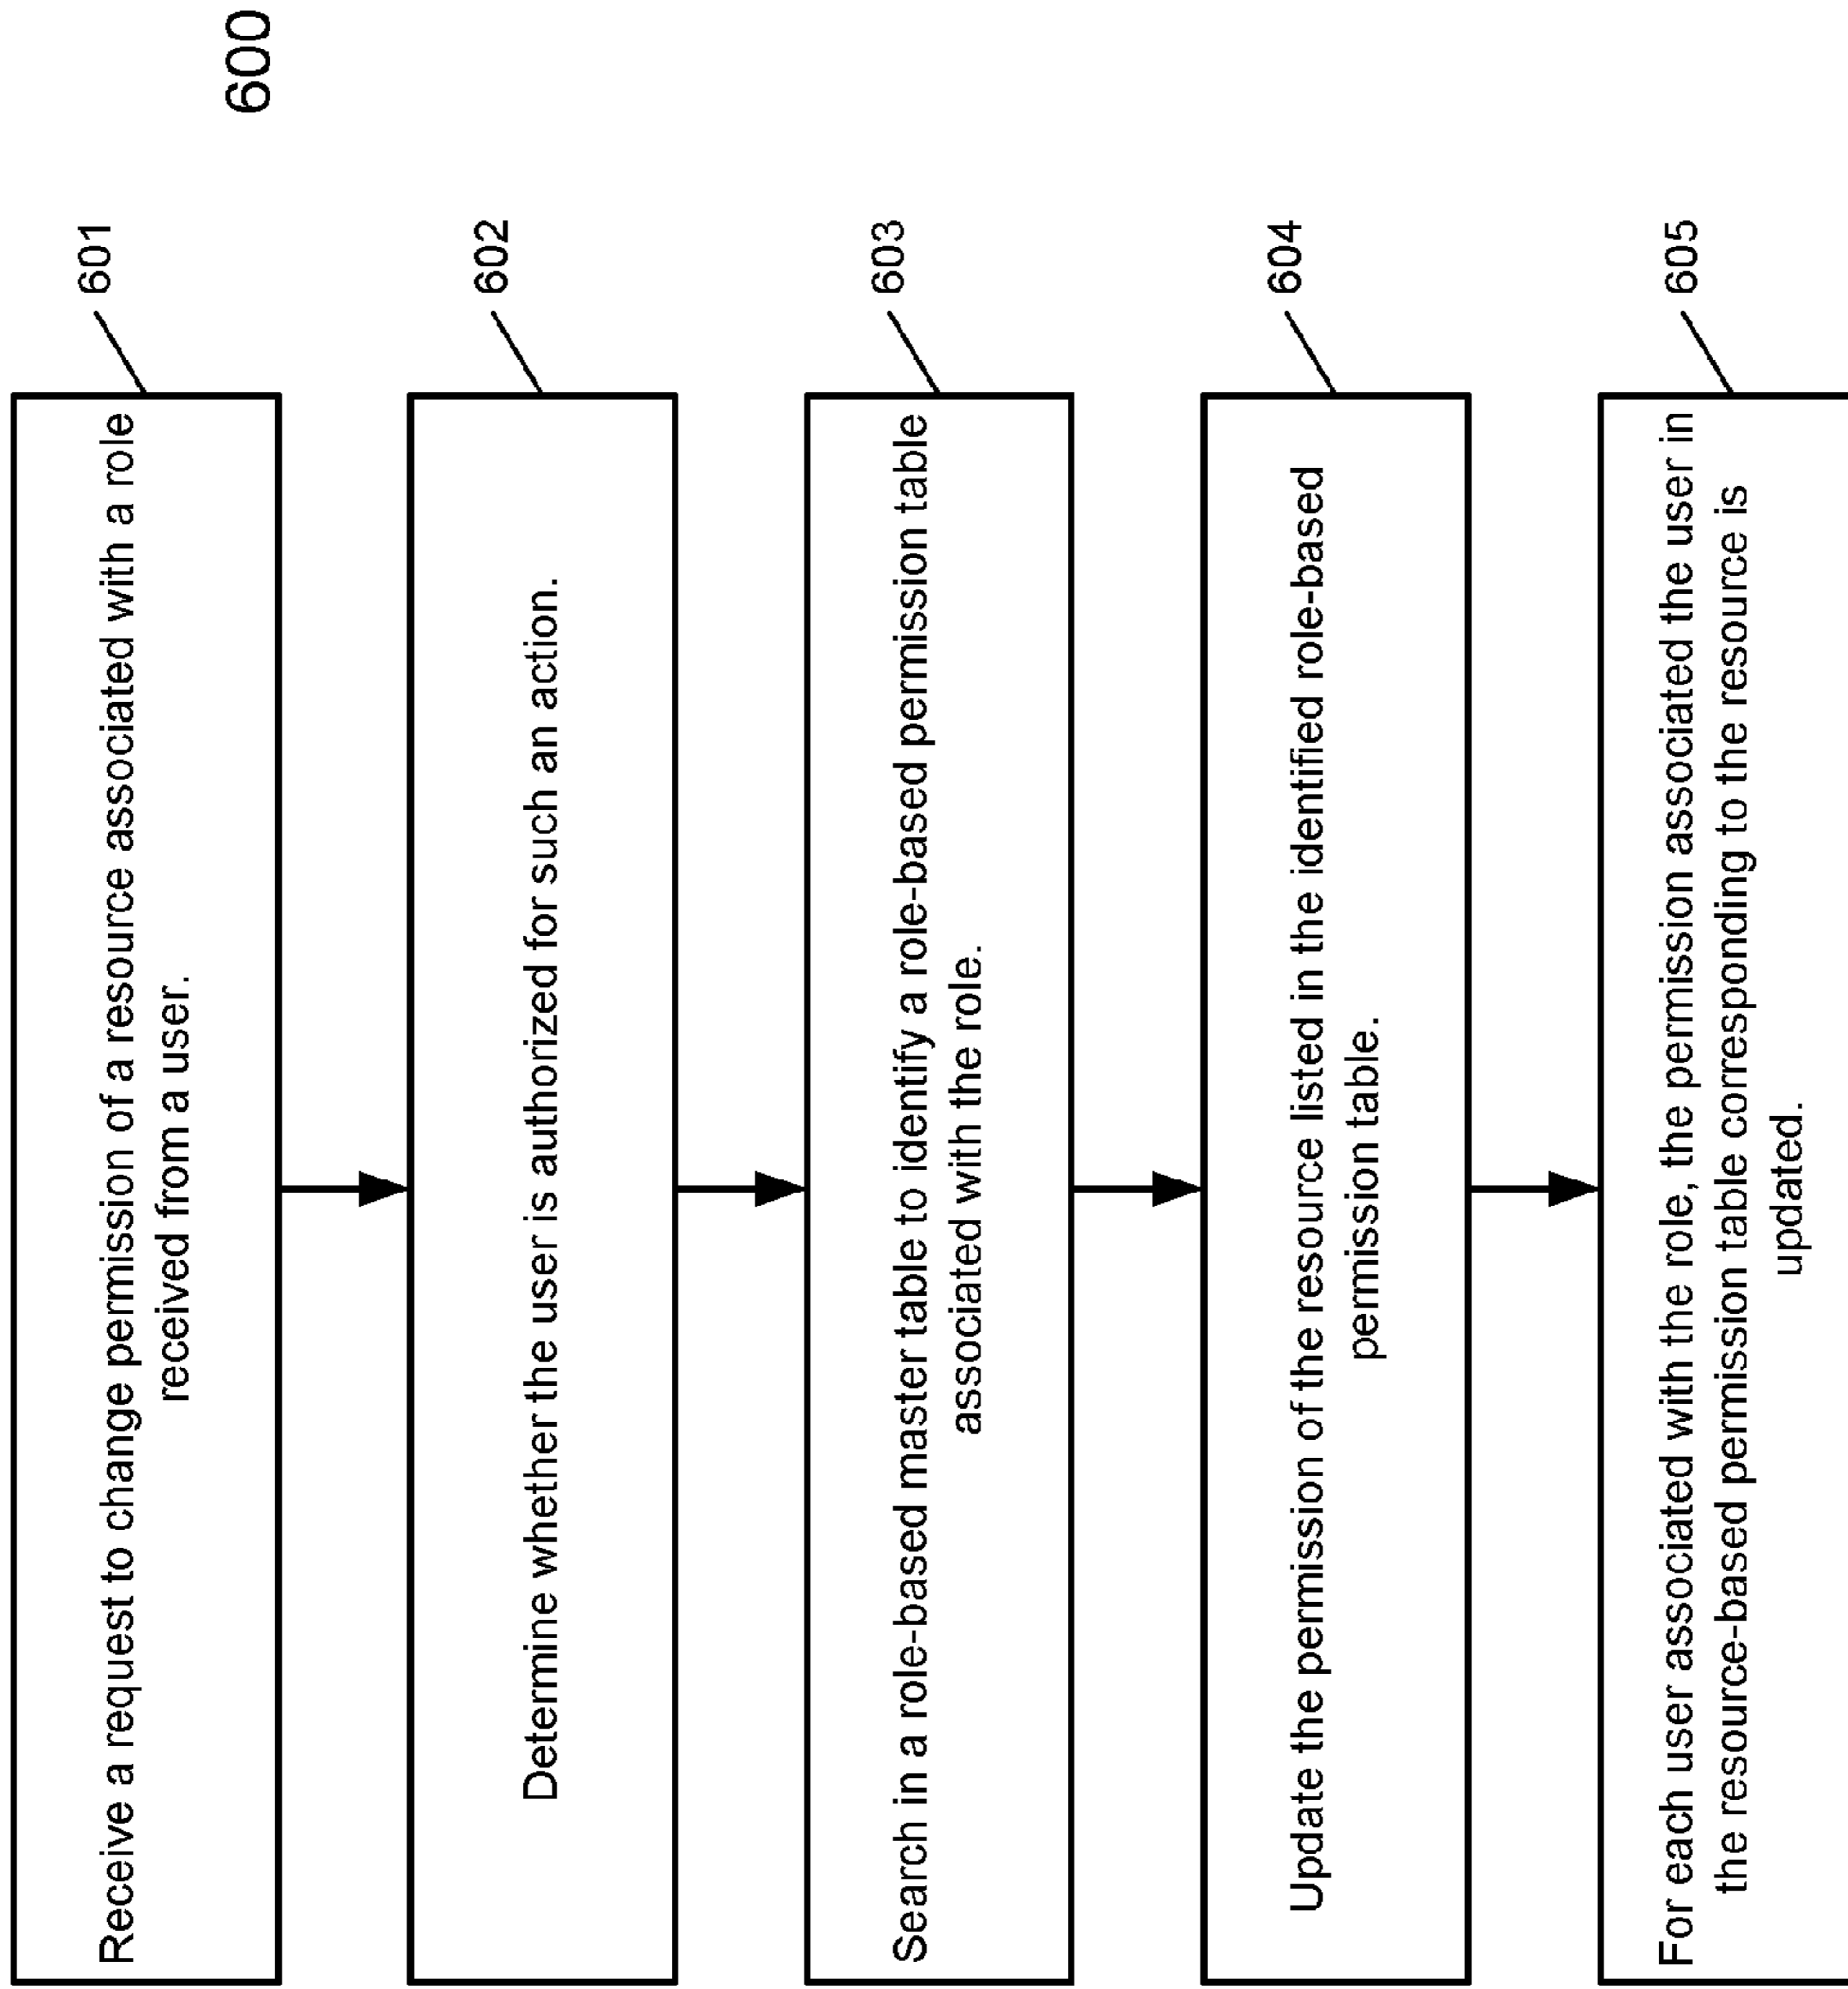 600
601
Receive a request to change permission of a resource associated with a role
received from a user.
602
Determine whether the user is authorized for such an action.
603
Search in a role-based master table to identify a role-based permission table
associated with the role.
604
Update the permission of the resource listed in the identified role-based
permission table.
605
For each user associated with the role, the permission associated the user in
the resource-based permission table corresponding to the resource is
updated.